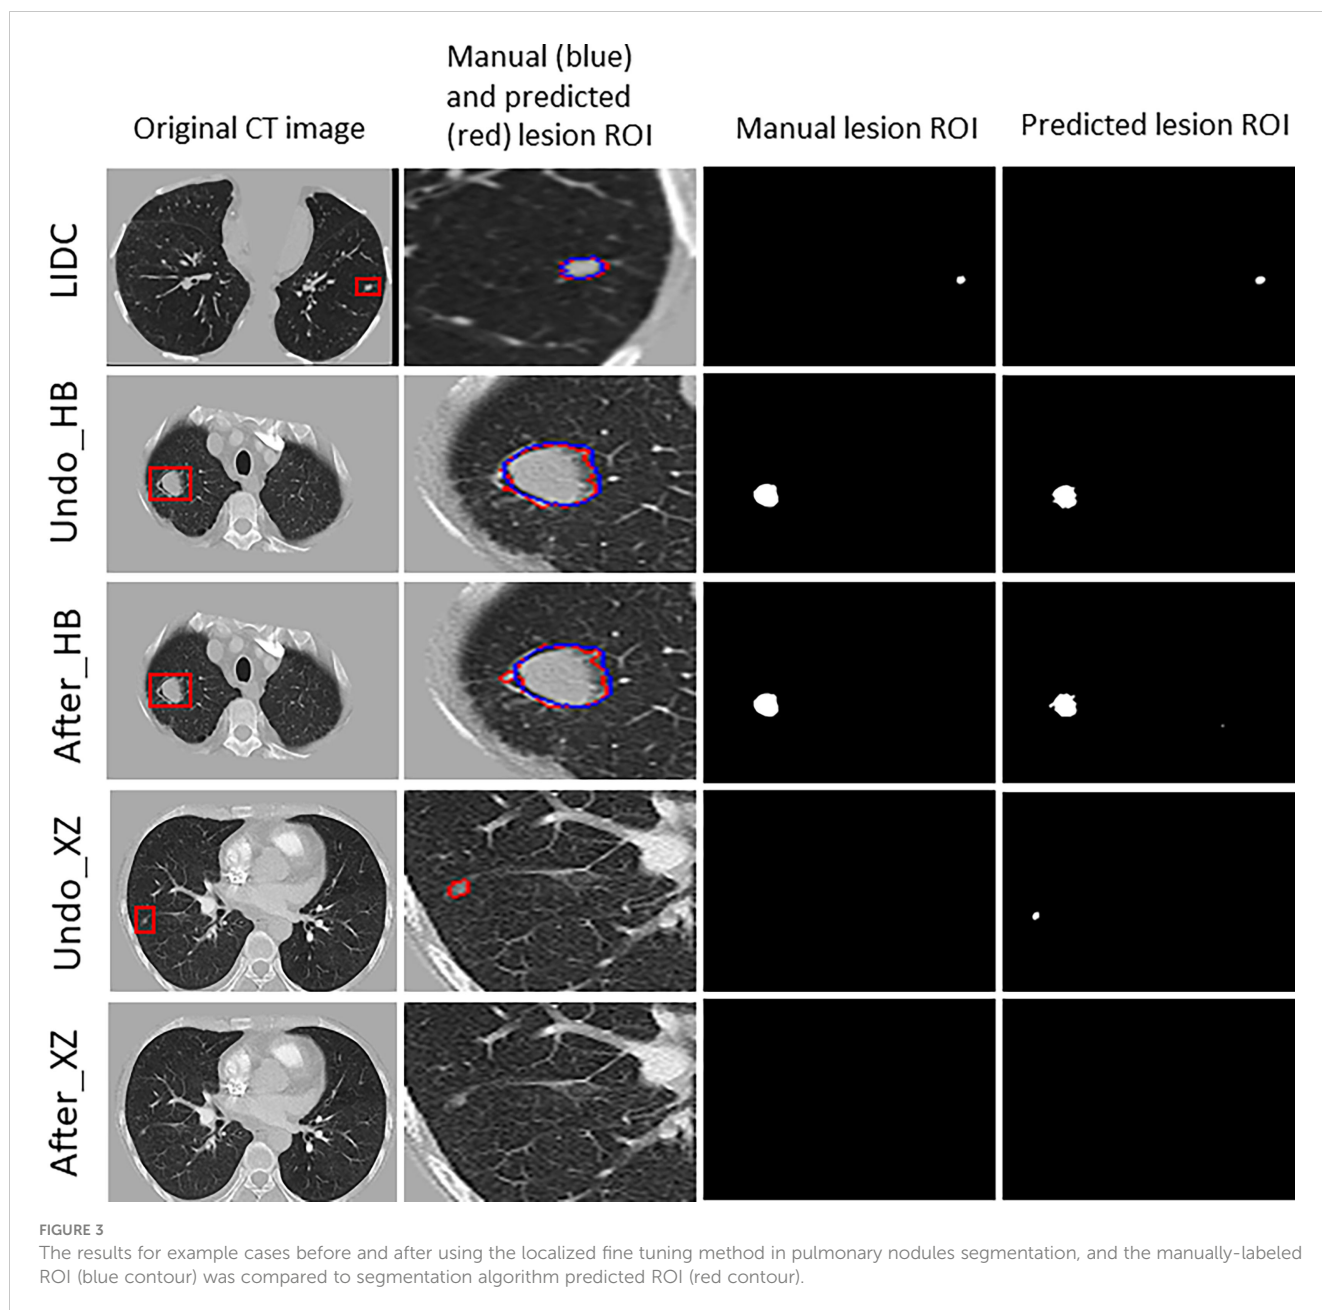 Original CT image
Manual (blue)
and predicted
(red) lesion ROI
Manual lesion ROI
Predicted lesion ROI
LIDC
Undo_HB
After_HB
Undo_XZ
After_XZ
FIGURE 3
The results for example cases before and after using the localized fine tuning method in pulmonary nodules segmentation, and the manually-labeled
ROI (blue contour) was compared to segmentation algorithm predicted ROI (red contour).